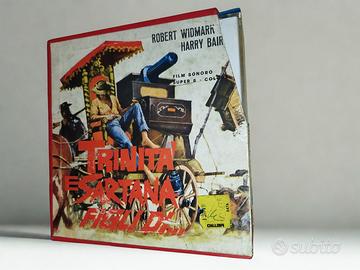 ROBERT WIDMARK
HARRY BAIR
FILM SONORO
SUPER 8 - COL
TRINITA
E SARTANA
FIGLI DI...
subito